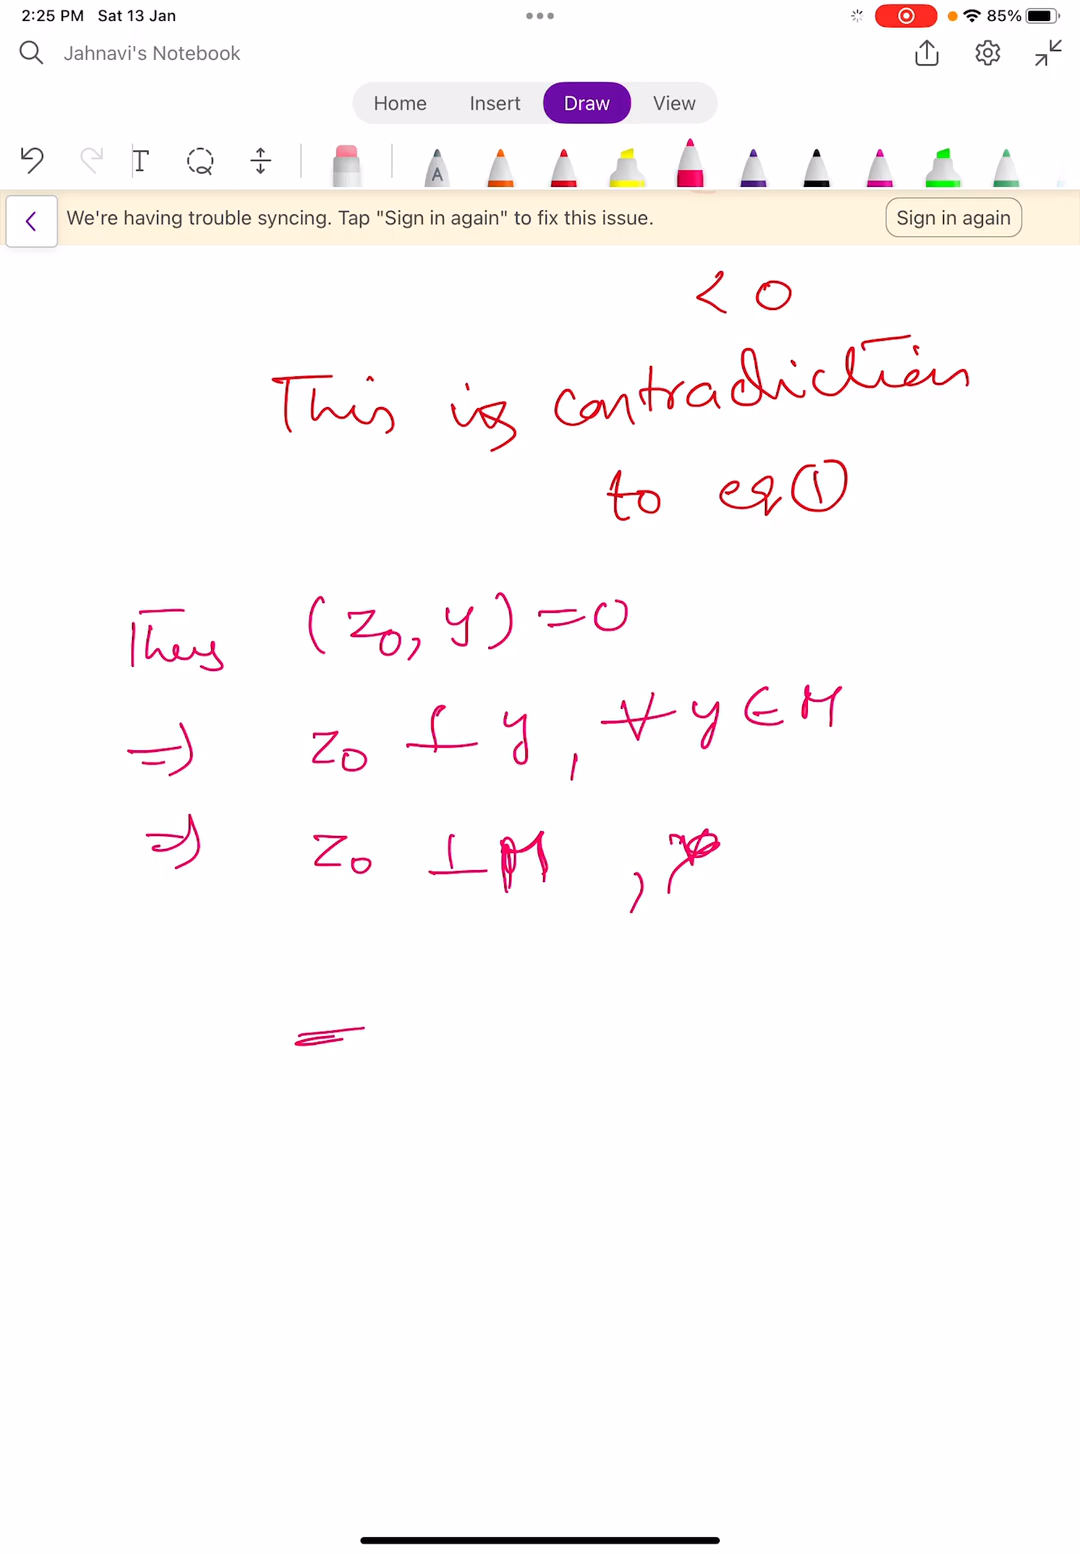 2:25 PM Sat 13 Jan 85%
Jahnavi's Notebook
Home Insert Draw View
T A
We're having trouble syncing. Tap "Sign in again" to fix this issue. Sign in again
< 0
This is contradiction
to eq ①
Thus (z₀, y) = 0
⇒ z₀ ⊥ y, ∀ y ∈ M
⇒ z₀ ⊥ M ,